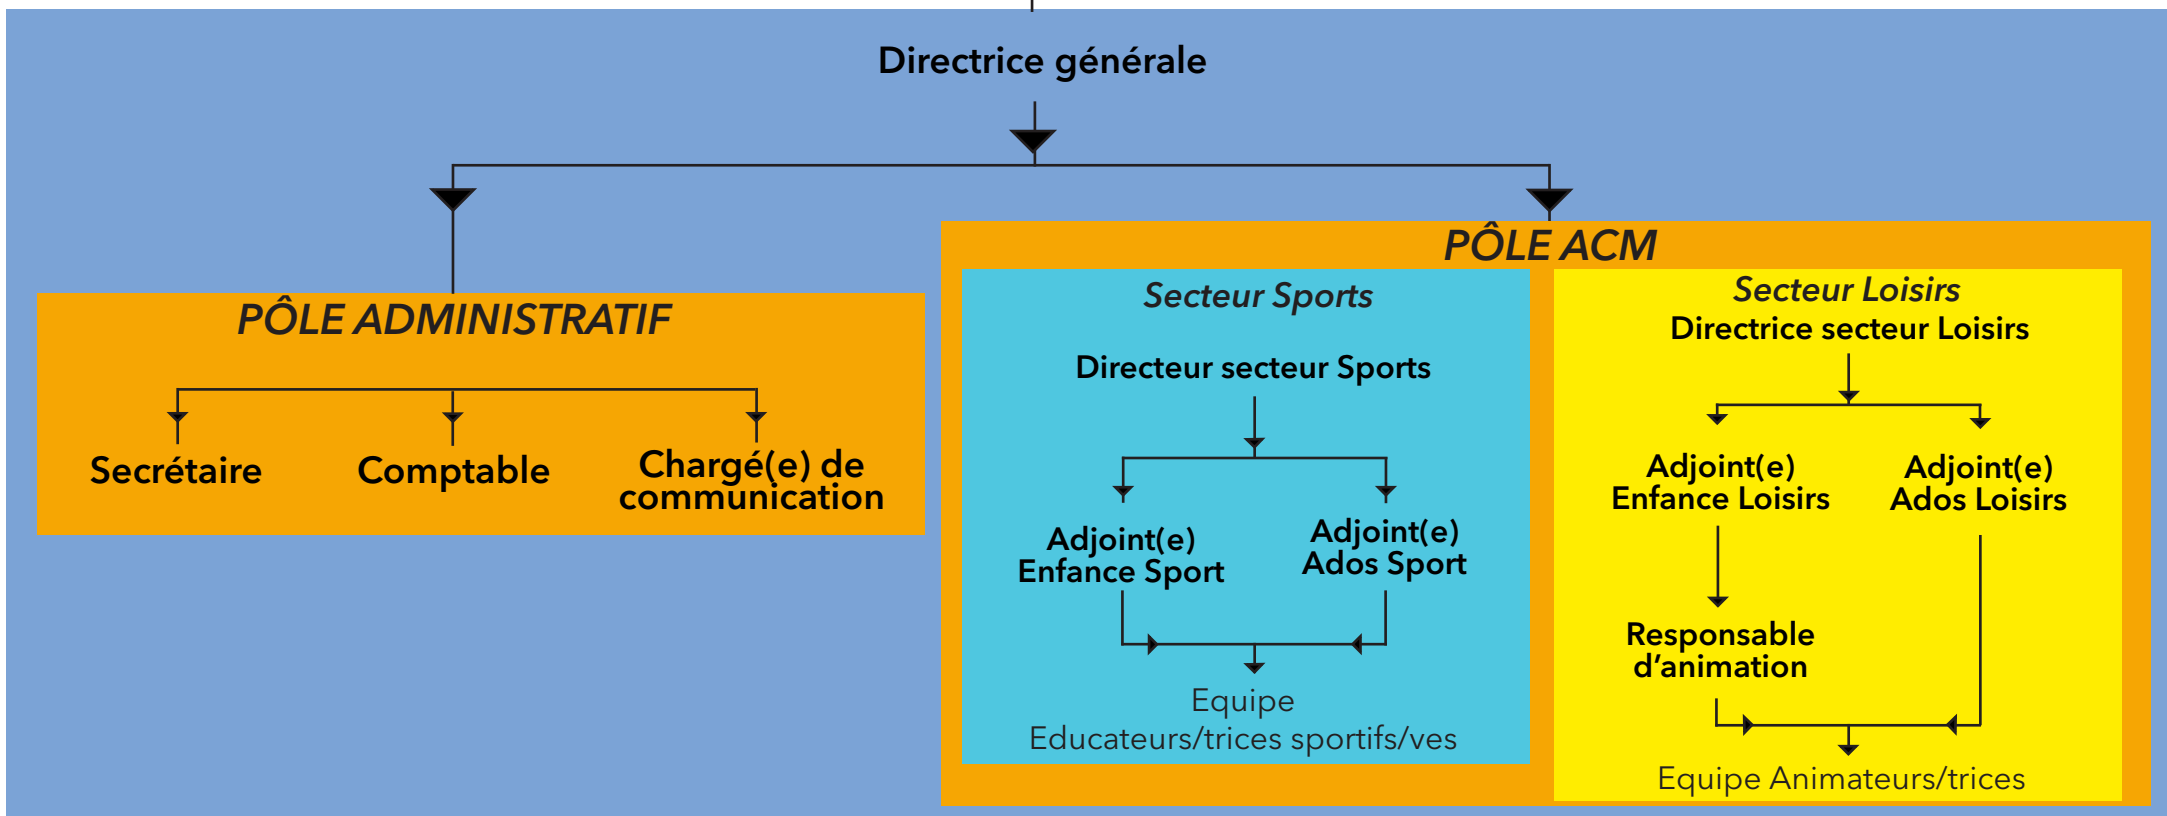 Directrice générale
PÔLE ADMINISTRATIF
Secrétaire
Comptable
Chargé(e) de
communication
PÔLE ACM
Secteur Sports
Directeur secteur Sports
Adjoint(e)
Enfance Sport
Adjoint(e)
Ados Sport
Equipe
Educateurs/trices sportifs/ves
Secteur Loisirs
Directrice secteur Loisirs
Adjoint(e)
Enfance Loisirs
Adjoint(e)
Ados Loisirs
Responsable
d’animation
Equipe Animateurs/trices